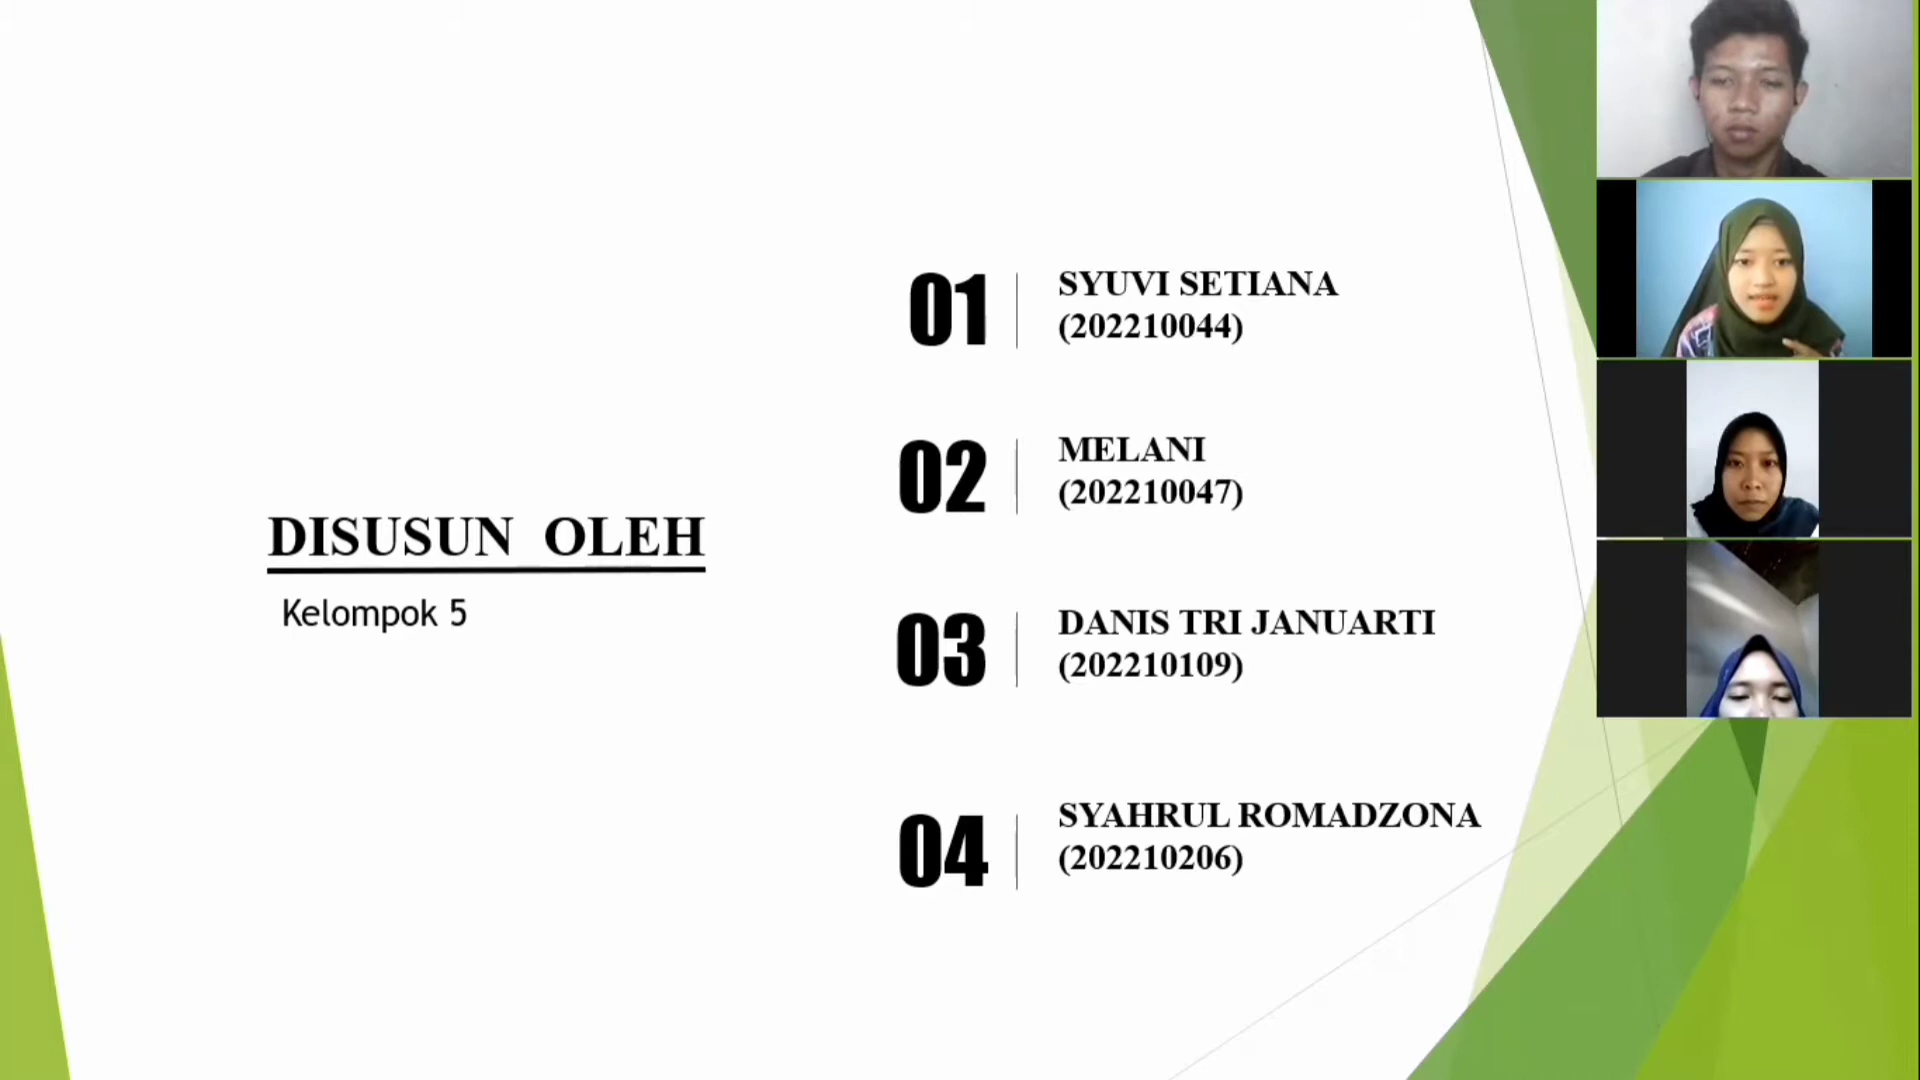 DISUSUN OLEH
Kelompok 5
01
SYUVI SETIANA
(202210044)
02
MELANI
(202210047)
03
DANIS TRI JANUARTI
(202210109)
04
SYAHRUL ROMADZONA
(202210206)